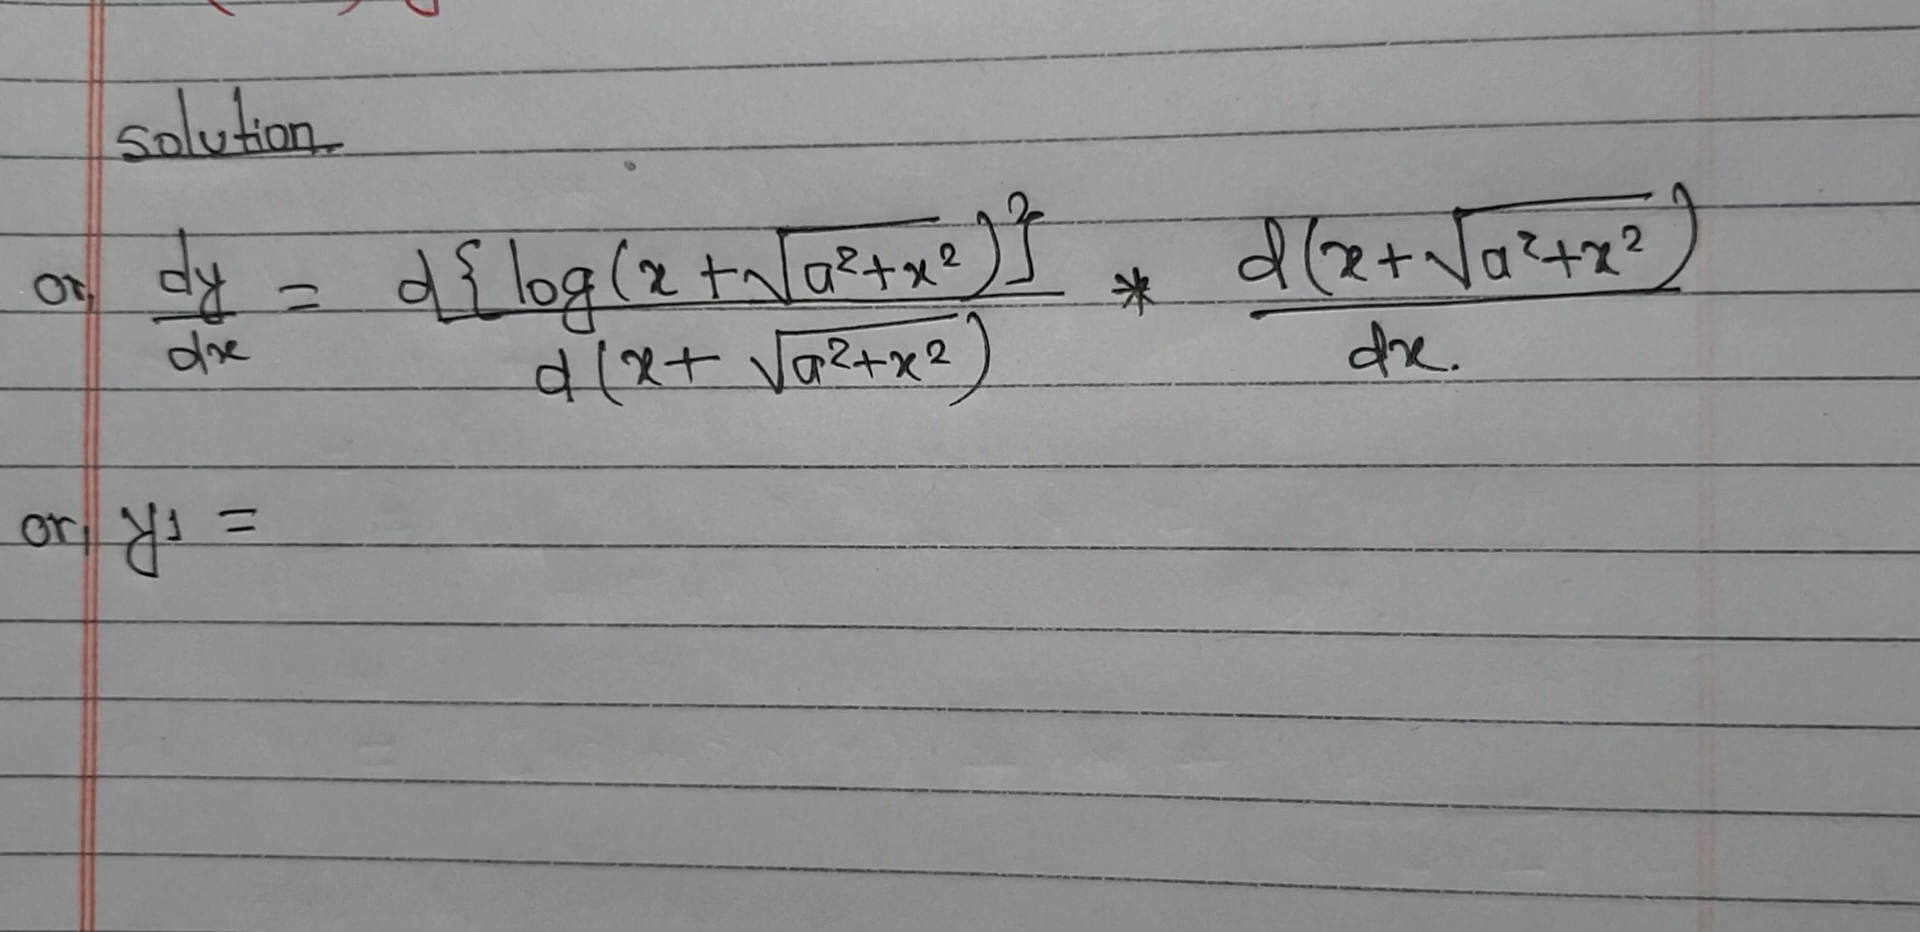 solution
or, dy/dx = d{log(x+√(a²+x²))}/d(x+√(a²+x²)) * d(x+√(a²+x²))/dx.
or, y₁ =